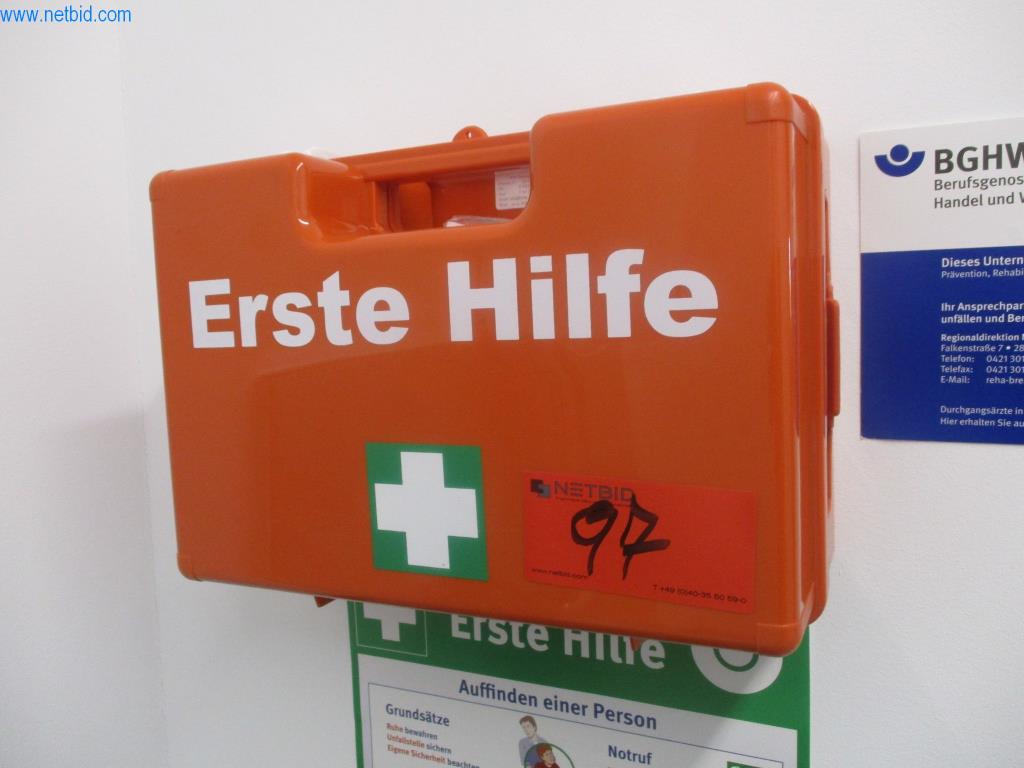 www.netbid.com
BGHW
Berufsgenos
Handel und W
Dieses Untern
Prävention, Rehabi
Ihr Ansprechpar
unfällen und Ber
Regionaldirektion
Falkenstraße 7 • 28
Telefon: 0421 301
Telefax: 0421 301
E-Mail: reha-bre
Durchgangsärzte in
Hier erhalten Sie au
Erste Hilfe
NETBID
97
www.netbid.com
T +49 (0)40-35 50 59-0
Erste Hilfe
Auffinden einer Person
Grundsätze
Ruhe bewahren
Unfallstelle sichern
Eigene Sicherheit beachten
Notruf